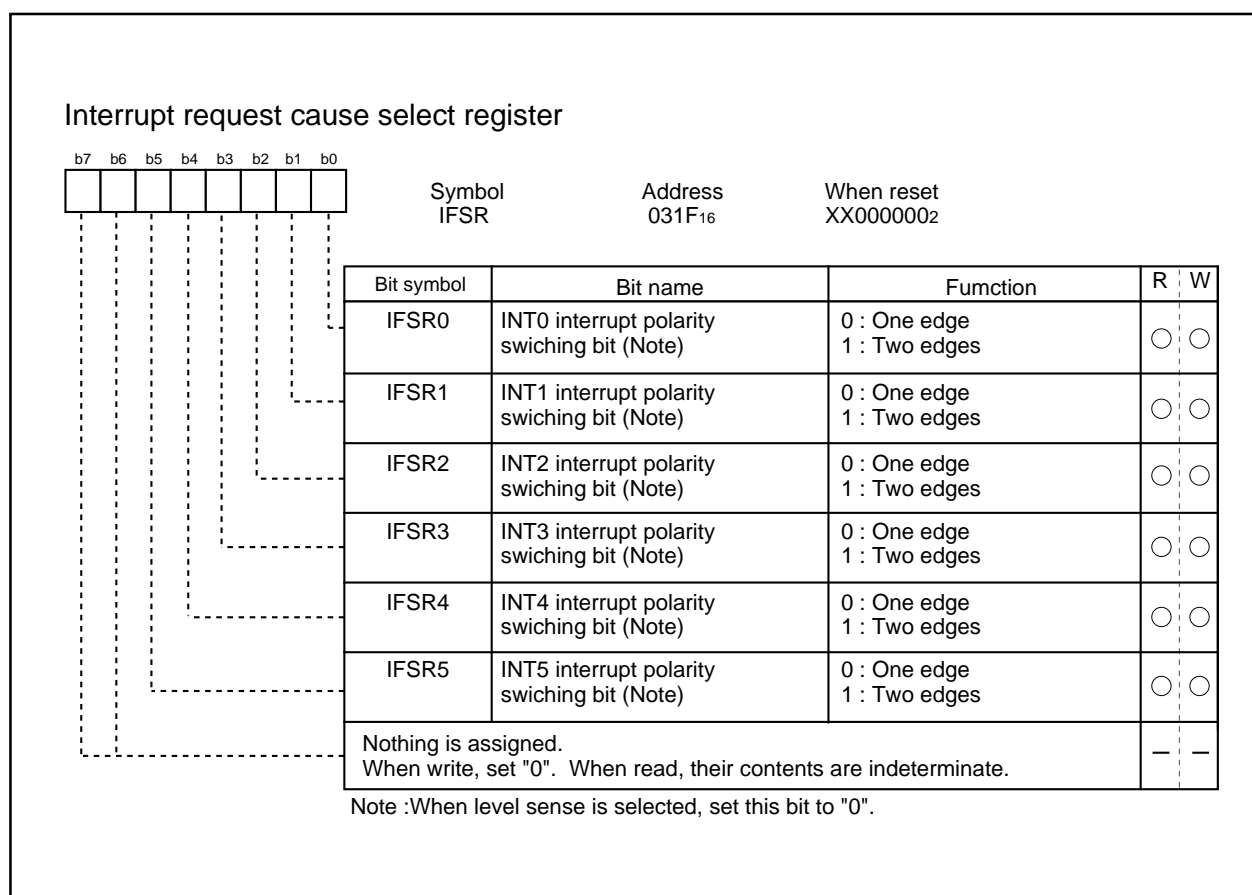 Interrupt request cause select register
b7 b6 b5 b4 b3 b2 b1 b0
Symbol Address When reset
IFSR 031F16 XX0000002
Bit symbol Bit name Fumction R W
IFSR0 INT0 interrupt polarity 0 : One edge
swiching bit (Note) 1 : Two edges
IFSR1 INT1 interrupt polarity 0 : One edge
swiching bit (Note) 1 : Two edges
IFSR2 INT2 interrupt polarity 0 : One edge
swiching bit (Note) 1 : Two edges
IFSR3 INT3 interrupt polarity 0 : One edge
swiching bit (Note) 1 : Two edges
IFSR4 INT4 interrupt polarity 0 : One edge
swiching bit (Note) 1 : Two edges
IFSR5 INT5 interrupt polarity 0 : One edge
swiching bit (Note) 1 : Two edges
Nothing is assigned.
When write, set "0". When read, their contents are indeterminate. – –
Note :When level sense is selected, set this bit to "0".